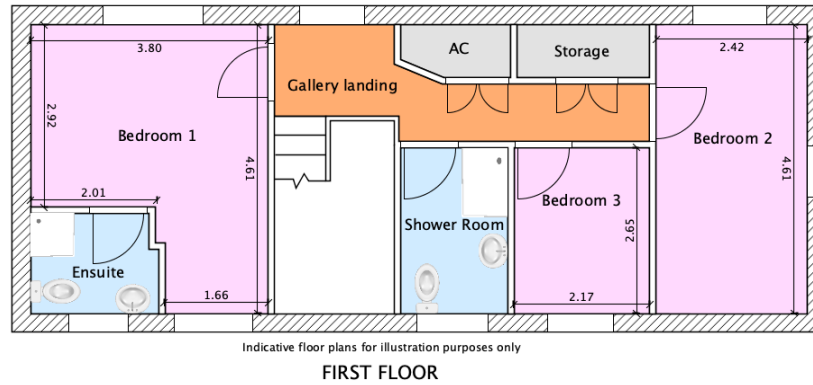 3.80
AC
Storage
2.42
Gallery landing
2.92
Bedroom 1
Bedroom 2
4.61
4.61
2.01
Bedroom 3
Shower Room
2.65
Ensuite
1.66
2.17
Indicative floor plans for illustration purposes only
FIRST FLOOR